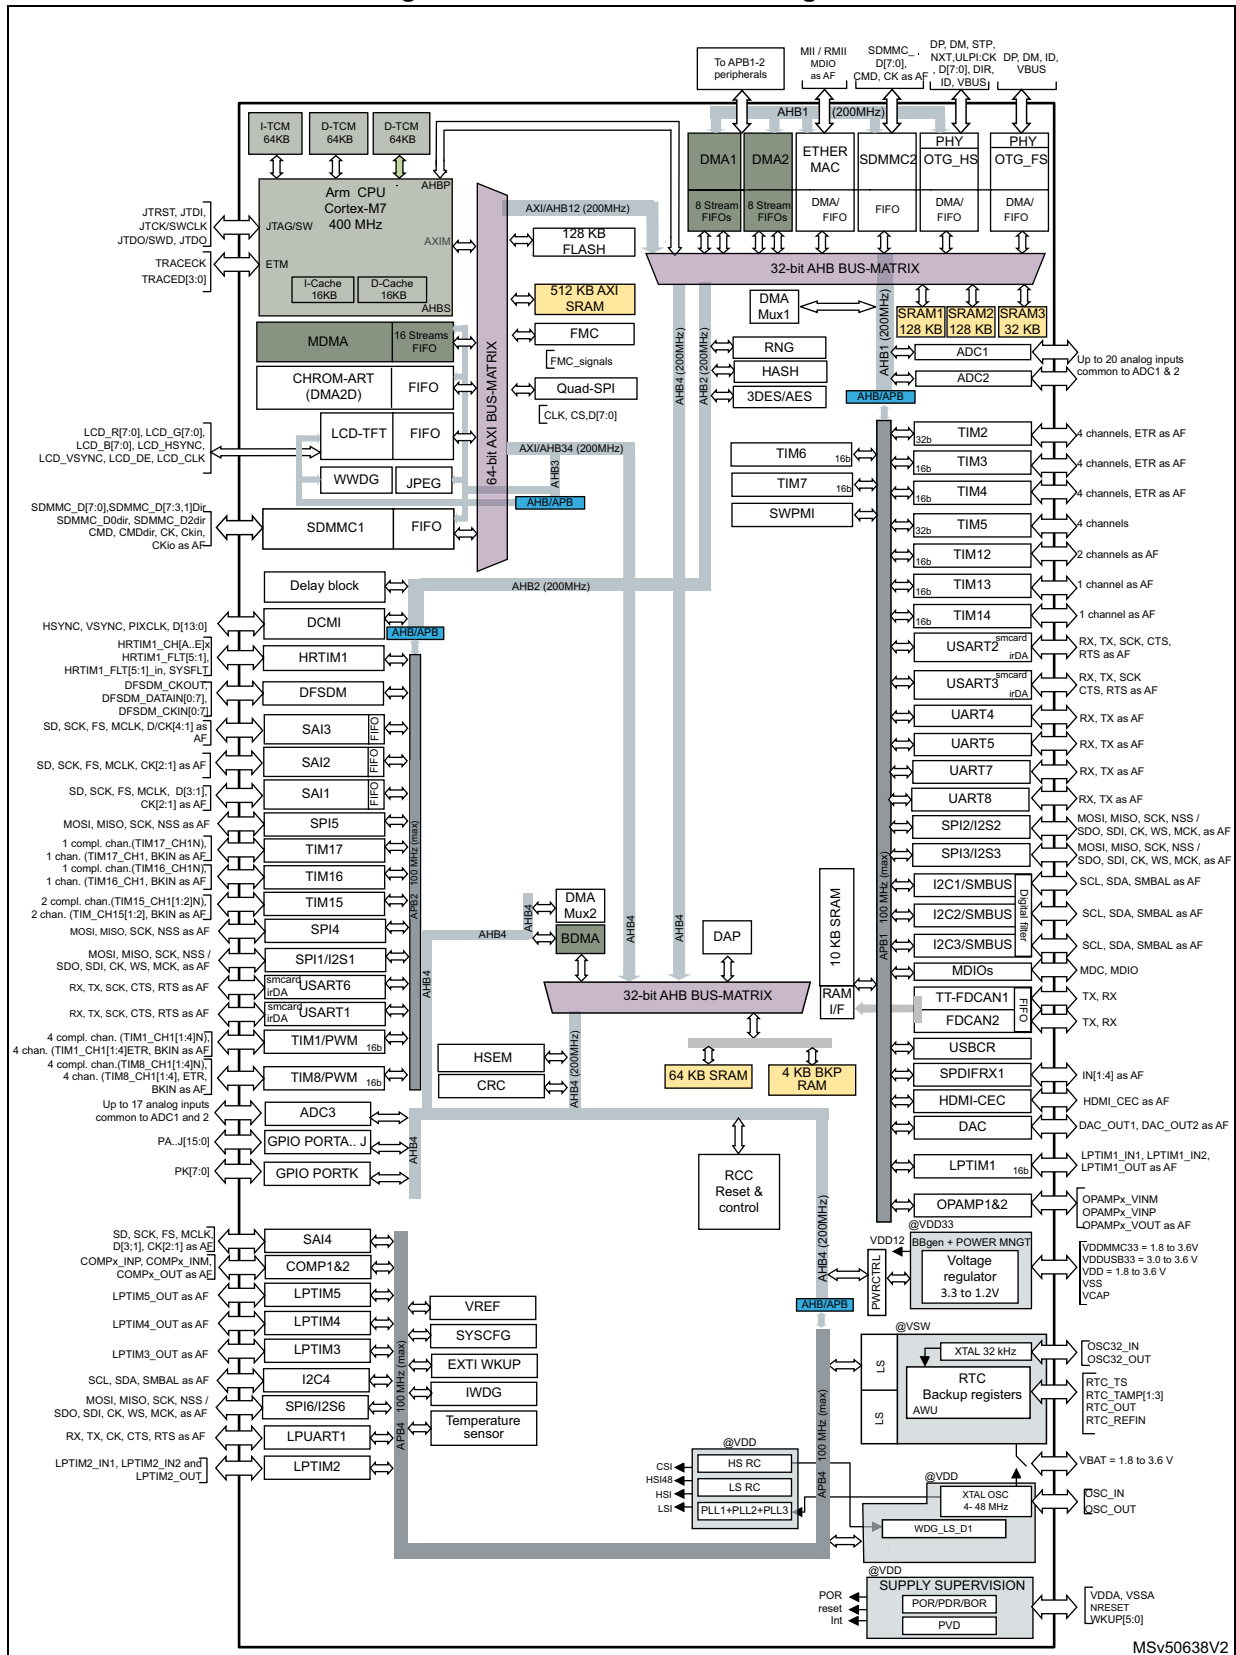 To APB1-2
peripherals
MII / RMII
MDIO
as AF
SDMMC_
D[7:0],
CMD, CK as AF
DP, DM, STP,
NXT,ULPI:CK
, D[7:0], DIR,
ID, VBUS
DP, DM, ID,
VBUS
AHB1 (200MHz)
I-TCM
64KB
D-TCM
64KB
D-TCM
64KB
AHBP
Arm CPU
Cortex-M7
400 MHz
JTRST, JTDI,
JTCK/SWCLK
JTDO/SWD, JTDO
JTAG/SW
TRACECK
TRACED[3:0]
ETM
AXIM
I-Cache
16KB
D-Cache
16KB
AHBS
DMA1
8 Stream
FIFOs
DMA2
8 Stream
FIFOs
ETHER
MAC
DMA/
FIFO
SDMMC2
FIFO
PHY
OTG_HS
DMA/
FIFO
PHY
OTG_FS
DMA/
FIFO
AXI/AHB12 (200MHz)
128 KB
FLASH
512 KB AXI
SRAM
FMC
FMC_signals
Quad-SPI
CLK, CS,D[7:0]
64-bit AXI BUS-MATRIX
32-bit AHB BUS-MATRIX
DMA
Mux1
AHB1 (200MHz)
SRAM1
128 KB
SRAM2
128 KB
SRAM3
32 KB
MDMA
16 Streams
FIFO
CHROM-ART
(DMA2D)
FIFO
LCD_R[7:0], LCD_G[7:0],
LCD_B[7:0], LCD_HSYNC,
LCD_VSYNC, LCD_DE, LCD_CLK
LCD-TFT
FIFO
WWDG
JPEG
AXI/AHB34 (200MHz)
AHB3
AHB/APB
SDMMC_D[7:0],SDMMC_D[7:3,1]Dir
SDMMC_D0dir, SDMMC_D2dir
CMD, CMDdir, CK, Ckin,
CKio as AF
SDMMC1
FIFO
AHB4 (200MHz)
AHB2 (200MHz)
RNG
HASH
3DES/AES
ADC1
ADC2
Up to 20 analog inputs
common to ADC1 & 2
AHB/APB
TIM6
16b
TIM7
16b
SWPMI
TIM2
32b
4 channels, ETR as AF
TIM3
16b
4 channels, ETR as AF
TIM4
16b
4 channels, ETR as AF
TIM5
32b
4 channels
TIM12
16b
2 channels as AF
TIM13
16b
1 channel as AF
TIM14
16b
1 channel as AF
USART2
smcard
irDA
RX, TX, SCK, CTS,
RTS as AF
USART3
smcard
irDA
RX, TX, SCK
CTS, RTS as AF
UART4
RX, TX as AF
UART5
RX, TX as AF
UART7
RX, TX as AF
UART8
RX, TX as AF
SPI2/I2S2
MOSI, MISO, SCK, NSS /
SDO, SDI, CK, WS, MCK, as AF
SPI3/I2S3
MOSI, MISO, SCK, NSS /
SDO, SDI, CK, WS, MCK, as AF
I2C1/SMBUS
SCL, SDA, SMBAL as AF
I2C2/SMBUS
SCL, SDA, SMBAL as AF
I2C3/SMBUS
SCL, SDA, SMBAL as AF
Digital filter
MDIOs
MDC, MDIO
TT-FDCAN1
TX, RX
FDCAN2
TX, RX
FIFO
USBCR
SPDIFRX1
IN[1:4] as AF
HDMI-CEC
HDMI_CEC as AF
DAC
DAC_OUT1, DAC_OUT2 as AF
LPTIM1
16b
LPTIM1_IN1, LPTIM1_IN2,
LPTIM1_OUT as AF
OPAMP1&2
OPAMPx_VINM
OPAMPx_VINP
OPAMPx_VOUT as AF
APB1 100 MHz (max)
10 KB SRAM
RAM
I/F
AHB2 (200MHz)
Delay block
DCMI
HSYNC, VSYNC, PIXCLK, D[13:0]
AHB/APB
HRTIM1_CH[A..E]x
HRTIM1_FLT[5:1],
HRTIM1_FLT[5:1]_in, SYSFLT
HRTIM1
DFSDM_CKOUT,
DFSDM_DATAIN[0:7],
DFSDM_CKIN[0:7]
DFSDM
SD, SCK, FS, MCLK, D/CK[4:1] as
AF
SAI3
FIFO
SD, SCK, FS, MCLK, CK[2:1] as AF
SAI2
FIFO
SD, SCK, FS, MCLK, D[3:1],
CK[2:1] as AF
SAI1
FIFO
MOSI, MISO, SCK, NSS as AF
SPI5
1 compl. chan.(TIM17_CH1N),
1 chan. (TIM17_CH1, BKIN as AF
TIM17
1 compl. chan.(TIM16_CH1N),
1 chan. (TIM16_CH1, BKIN as AF
TIM16
2 compl. chan.(TIM15_CH1[1:2]N),
2 chan. (TIM_CH15[1:2], BKIN as AF
TIM15
MOSI, MISO, SCK, NSS as AF
SPI4
MOSI, MISO, SCK, NSS /
SDO, SDI, CK, WS, MCK, as AF
SPI1/I2S1
RX, TX, SCK, CTS, RTS as AF
smcard
irDA
USART6
RX, TX, SCK, CTS, RTS as AF
smcard
irDA
USART1
4 compl. chan. (TIM1_CH1[1:4]N),
4 chan. (TIM1_CH1[1:4]ETR, BKIN as AF
TIM1/PWM
16b
4 compl. chan.(TIM8_CH1[1:4]N),
4 chan. (TIM8_CH1[1:4], ETR,
BKIN as AF
TIM8/PWM
16b
APB2 100 MHz (max)
Up to 17 analog inputs
common to ADC1 and 2
ADC3
PA..J[15:0]
GPIO PORTA.. J
PK[7:0]
GPIO PORTK
AHB4
AHB4
AHB4
AHB4
AHB4
AHB4
DMA
Mux2
BDMA
DAP
32-bit AHB BUS-MATRIX
HSEM
CRC
AHB4 (200MHz)
64 KB SRAM
4 KB BKP
RAM
RCC
Reset &
control
AHB4 (200MHz)
AHB/APB
@VDD33
VDD12
BBgen + POWER MNGT
PWRCTRL
Voltage
regulator
3.3 to 1.2V
VDDMMC33 = 1.8 to 3.6V
VDDUSB33 = 3.0 to 3.6 V
VDD = 1.8 to 3.6 V
VSS
VCAP
SD, SCK, FS, MCLK,
D[3;1], CK[2:1] as AF
SAI4
COMPx_INP, COMPx_INM,
COMPx_OUT as AF
COMP1&2
LPTIM5_OUT as AF
LPTIM5
LPTIM4_OUT as AF
LPTIM4
LPTIM3_OUT as AF
LPTIM3
SCL, SDA, SMBAL as AF
I2C4
MOSI, MISO, SCK, NSS /
SDO, SDI, CK, WS, MCK, as AF
SPI6/I2S6
RX, TX, CK, CTS, RTS as AF
LPUART1
LPTIM2_IN1, LPTIM2_IN2 and
LPTIM2_OUT
LPTIM2
APB4 100 MHz (max)
VREF
SYSCFG
EXTI WKUP
IWDG
Temperature
sensor
APB4 100 MHz (max)
@VSW
LS
LS
XTAL 32 kHz
RTC
Backup registers
AWU
OSC32_IN
OSC32_OUT
RTC_TS
RTC_TAMP[1:3]
RTC_OUT
RTC_REFIN
VBAT = 1.8 to 3.6 V
@VDD
CSI
HSI48
HSI
LSI
HS RC
LS RC
PLL1+PLL2+PLL3
@VDD
XTAL OSC
4- 48 MHz
WDG_LS_D1
OSC_IN
OSC_OUT
@VDD
SUPPLY SUPERVISION
POR
reset
Int
POR/PDR/BOR
PVD
VDDA, VSSA
NRESET
WKUP[5:0]
MSv50638V2